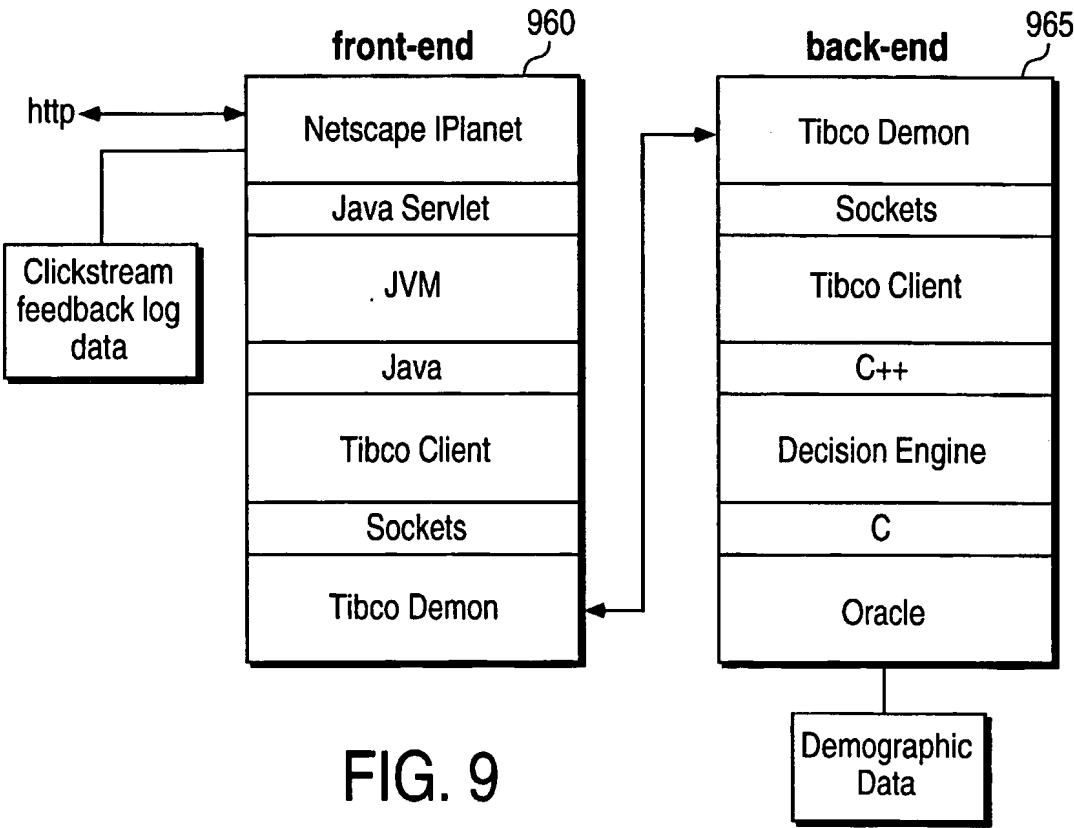 960
front-end
http
Netscape IPlanet
Java Servlet
JVM
Java
Tibco Client
Sockets
Tibco Demon
Clickstream
feedback log
data
965
back-end
Tibco Demon
Sockets
Tibco Client
C++
Decision Engine
C
Oracle
Demographic
Data
FIG. 9